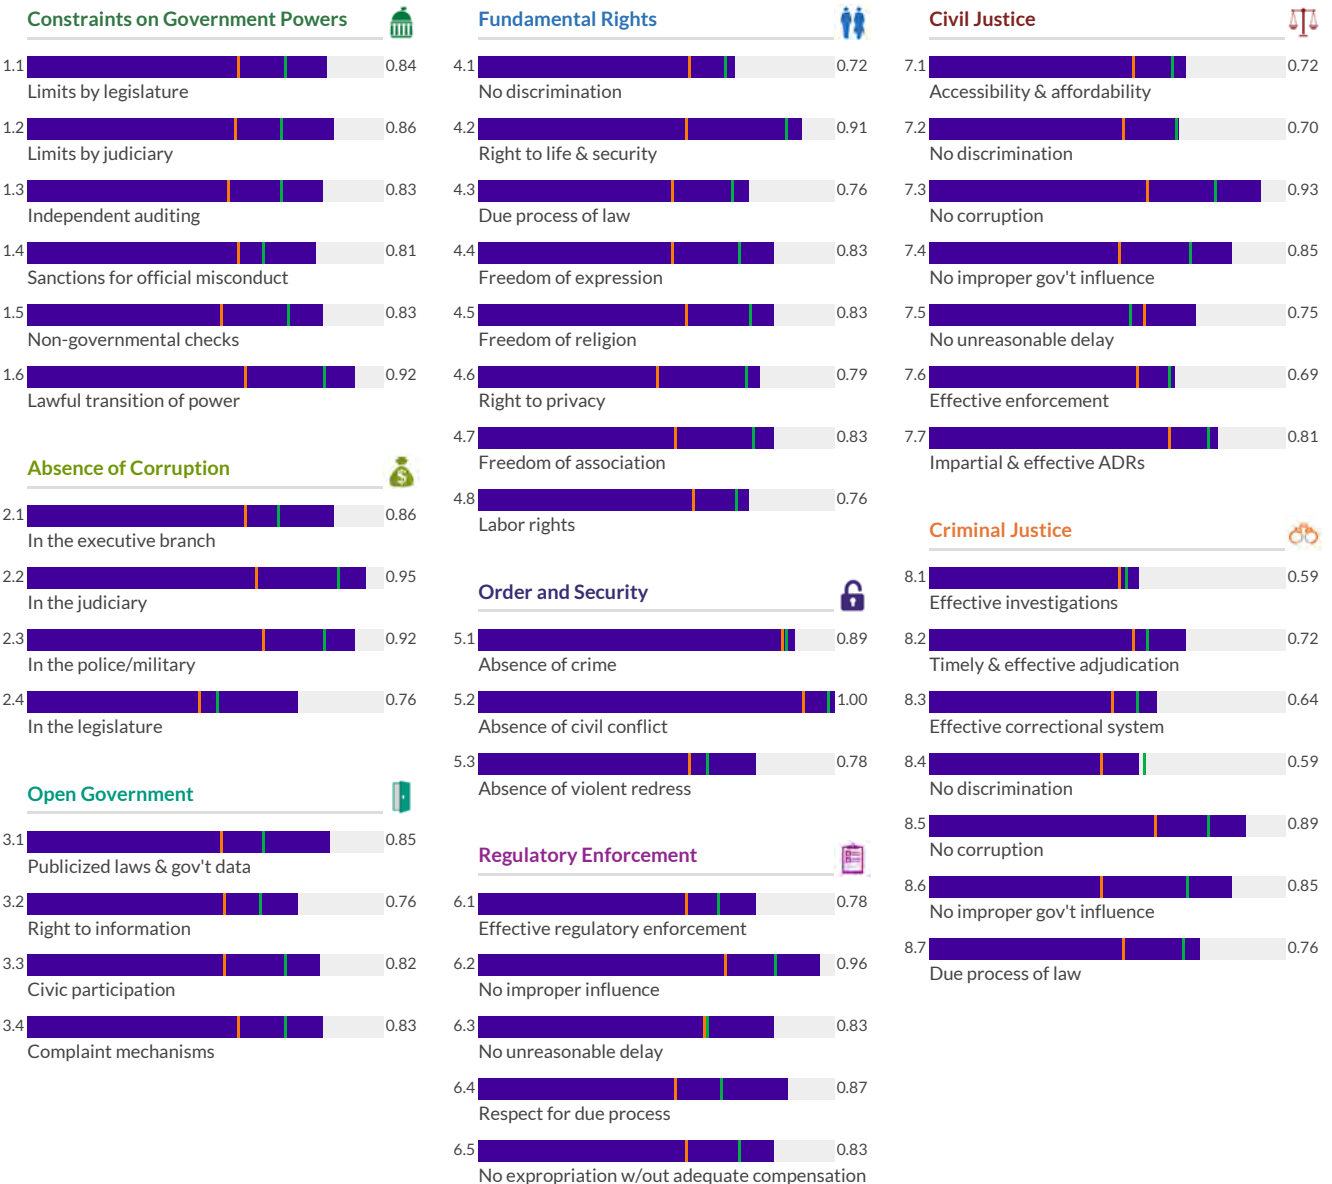 Constraints on Government Powers
1.1 0.84
Limits by legislature
1.2 0.86
Limits by judiciary
1.3 0.83
Independent auditing
1.4 0.81
Sanctions for official misconduct
1.5 0.83
Non-governmental checks
1.6 0.92
Lawful transition of power
Absence of Corruption
$
2.1 0.86
In the executive branch
2.2 0.95
In the judiciary
2.3 0.92
In the police/military
2.4 0.76
In the legislature
Open Government
3.1 0.85
Publicized laws & gov't data
3.2 0.76
Right to information
3.3 0.82
Civic participation
3.4 0.83
Complaint mechanisms
Fundamental Rights
4.1 0.72
No discrimination
4.2 0.91
Right to life & security
4.3 0.76
Due process of law
4.4 0.83
Freedom of expression
4.5 0.83
Freedom of religion
4.6 0.79
Right to privacy
4.7 0.83
Freedom of association
4.8 0.76
Labor rights
Order and Security
5.1 0.89
Absence of crime
5.2 1.00
Absence of civil conflict
5.3 0.78
Absence of violent redress
Regulatory Enforcement
6.1 0.78
Effective regulatory enforcement
6.2 0.96
No improper influence
6.3 0.83
No unreasonable delay
6.4 0.87
Respect for due process
6.5 0.83
No expropriation w/out adequate compensation
Civil Justice
7.1 0.72
Accessibility & affordability
7.2 0.70
No discrimination
7.3 0.93
No corruption
7.4 0.85
No improper gov't influence
7.5 0.75
No unreasonable delay
7.6 0.69
Effective enforcement
7.7 0.81
Impartial & effective ADRs
Criminal Justice
8.1 0.59
Effective investigations
8.2 0.72
Timely & effective adjudication
8.3 0.64
Effective correctional system
8.4 0.59
No discrimination
8.5 0.89
No corruption
8.6 0.85
No improper gov't influence
8.7 0.76
Due process of law